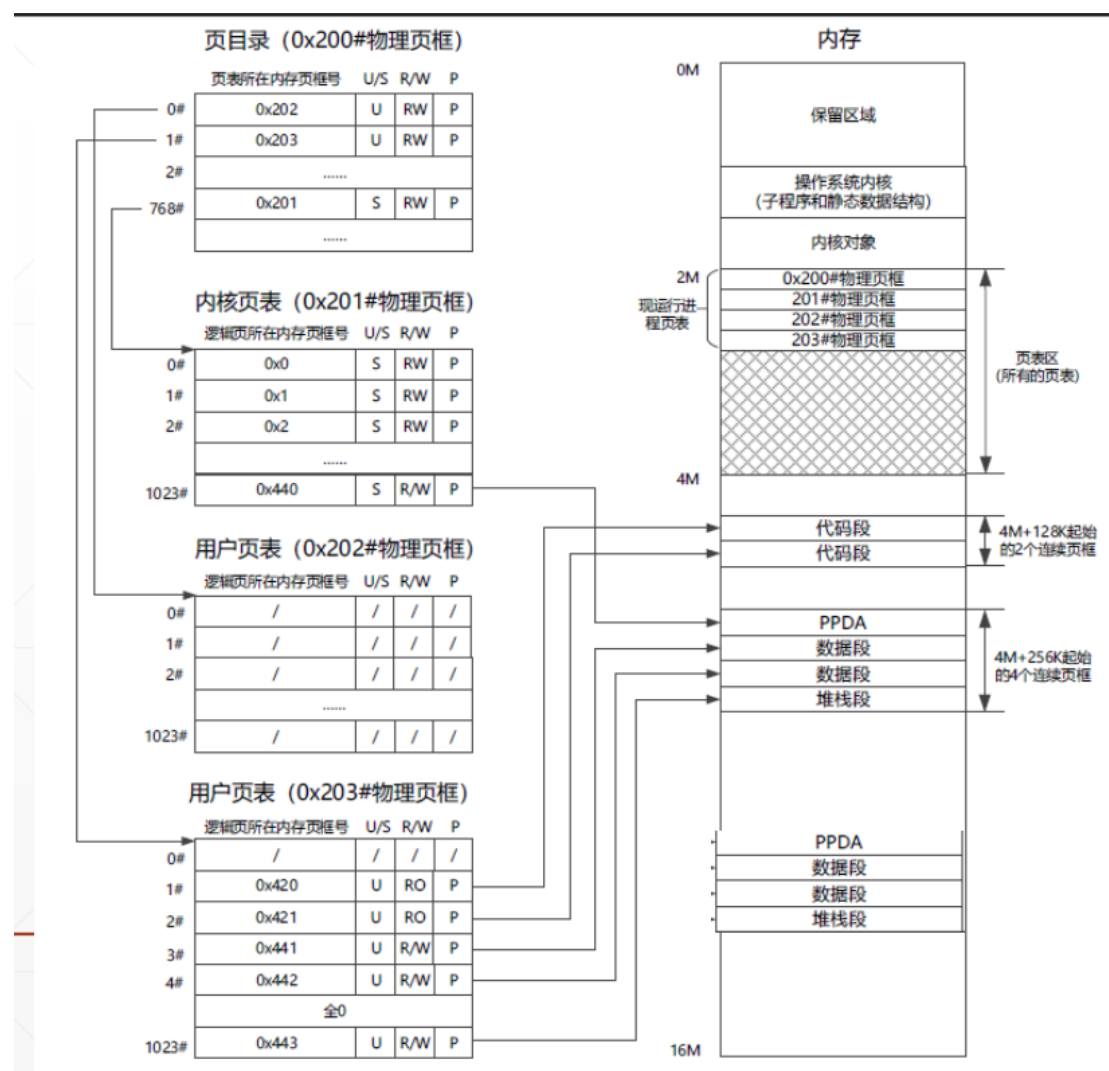 页目录（0x200#物理页框）
页表所在内存页框号 U/S R/W P
0# 0x202 U RW P
1# 0x203 U RW P
2# ......
768# 0x201 S RW P
......
内核页表（0x201#物理页框）
逻辑页所在内存页框号 U/S R/W P
0# 0x0 S RW P
1# 0x1 S RW P
2# 0x2 S RW P
......
1023# 0x440 S R/W P
用户页表（0x202#物理页框）
逻辑页所在内存页框号 U/S R/W P
0# / / / /
1# / / / /
2# / / / /
......
1023# / / / /
用户页表（0x203#物理页框）
逻辑页所在内存页框号 U/S R/W P
0# / / / /
1# 0x420 U RO P
2# 0x421 U RO P
3# 0x441 U R/W P
4# 0x442 U R/W P
全0
1023# 0x443 U R/W P
内存
0M
保留区域
操作系统内核
(子程序和静态数据结构)
内核对象
2M
0x200#物理页框
201#物理页框
202#物理页框
203#物理页框
现运行进
程页表
页表区
(所有的页表)
4M
代码段
代码段
4M+128K起始
的2个连续页框
PPDA
数据段
数据段
堆栈段
4M+256K起始
的4个连续页框
PPDA
数据段
数据段
堆栈段
16M